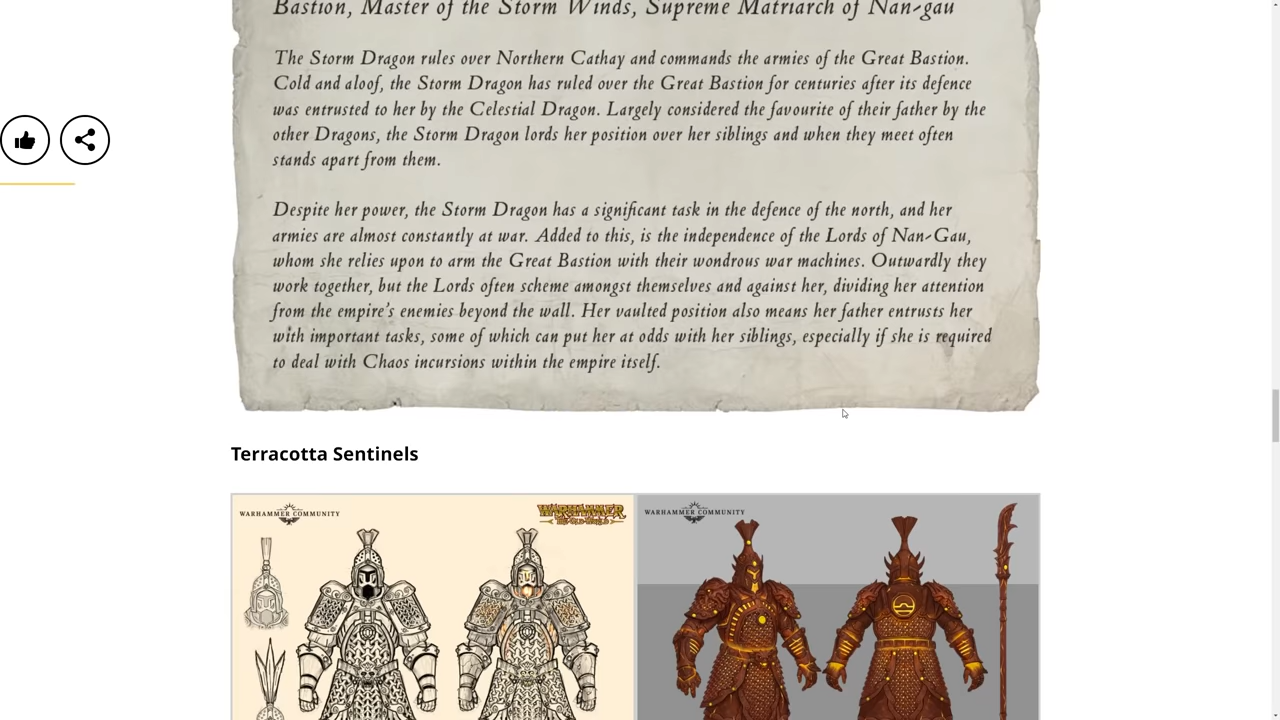 Bastion, Master of the Storm Winds, Supreme Matriarch of Nan-gau
The Storm Dragon rules over Northern Cathay and commands the armies of the Great Bastion.
Cold and aloof, the Storm Dragon has ruled over the Great Bastion for centuries after its defence
was entrusted to her by the Celestial Dragon. Largely considered the favourite of their father by the
other Dragons, the Storm Dragon lords her position over her siblings and when they meet often
stands apart from them.
Despite her power, the Storm Dragon has a significant task in the defence of the north, and her
armies are almost constantly at war. Added to this, is the independence of the Lords of Nan-Gau,
whom she relies upon to arm the Great Bastion with their wondrous war machines. Outwardly they
work together, but the Lords often scheme amongst themselves and against her, dividing her attention
from the empire's enemies beyond the wall. Her vaulted position also means her father entrusts her
with important tasks, some of which can put her at odds with her siblings, especially if she is required
to deal with Chaos incursions within the empire itself.
Terracotta Sentinels
WARHAMMER COMMUNITY
WARHAMMER
THE OLD WORLD
WARHAMMER COMMUNITY